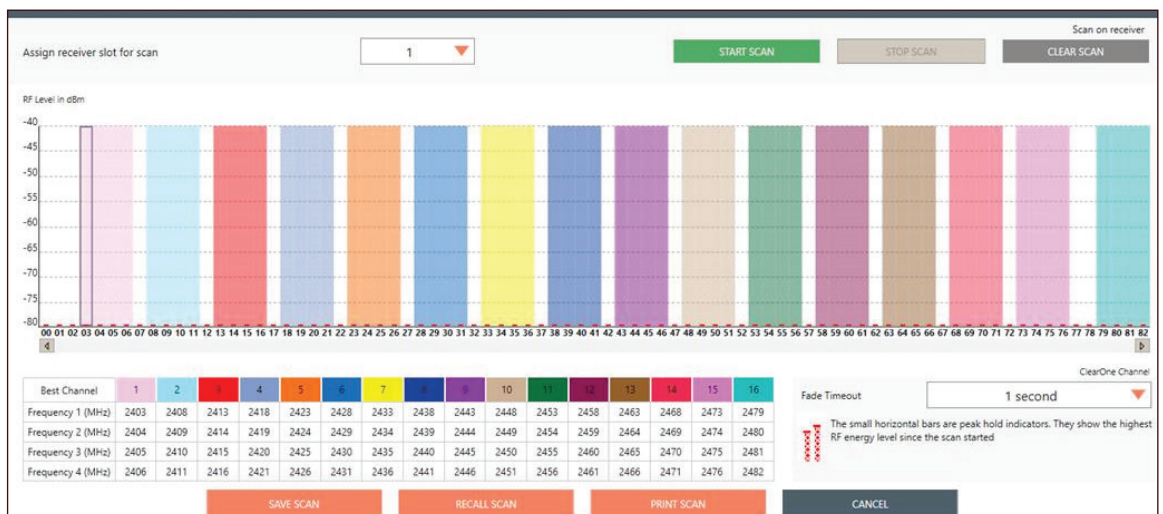 Scan on receiver
Assign receiver slot for scan 1 START SCAN STOP SCAN CLEAR SCAN
RF Level in dBm
-40
-45
-50
-55
-60
-65
-70
-75
-80
00 01 02 03 04 05 06 07 08 09 10 11 12 13 14 15 16 17 18 19 20 21 22 23 24 25 26 27 28 29 30 31 32 33 34 35 36 37 38 39 40 41 42 43 44 45 46 47 48 49 50 51 52 53 54 55 56 57 58 59 60 61 62 63 64 65 66 67 68 69 70 71 72 73 74 75 76 77 78 79 80 81 82
ClearOne Channel
Best Channel 1 2 3 4 5 6 7 8 9 10 11 12 13 14 15 16
Frequency 1 (MHz) 2403 2408 2413 2418 2423 2428 2433 2438 2443 2448 2453 2458 2463 2468 2473 2479
Frequency 2 (MHz) 2404 2409 2414 2419 2424 2429 2434 2439 2444 2449 2454 2459 2464 2469 2474 2480
Frequency 3 (MHz) 2405 2410 2415 2420 2425 2430 2435 2440 2445 2450 2455 2460 2465 2470 2475 2481
Frequency 4 (MHz) 2406 2411 2416 2421 2426 2431 2436 2441 2446 2451 2456 2461 2466 2471 2476 2482
Fade Timeout 1 second
The small horizontal bars are peak hold indicators. They show the highest
RF energy level since the scan started
SAVE SCAN RECALL SCAN PRINT SCAN CANCEL